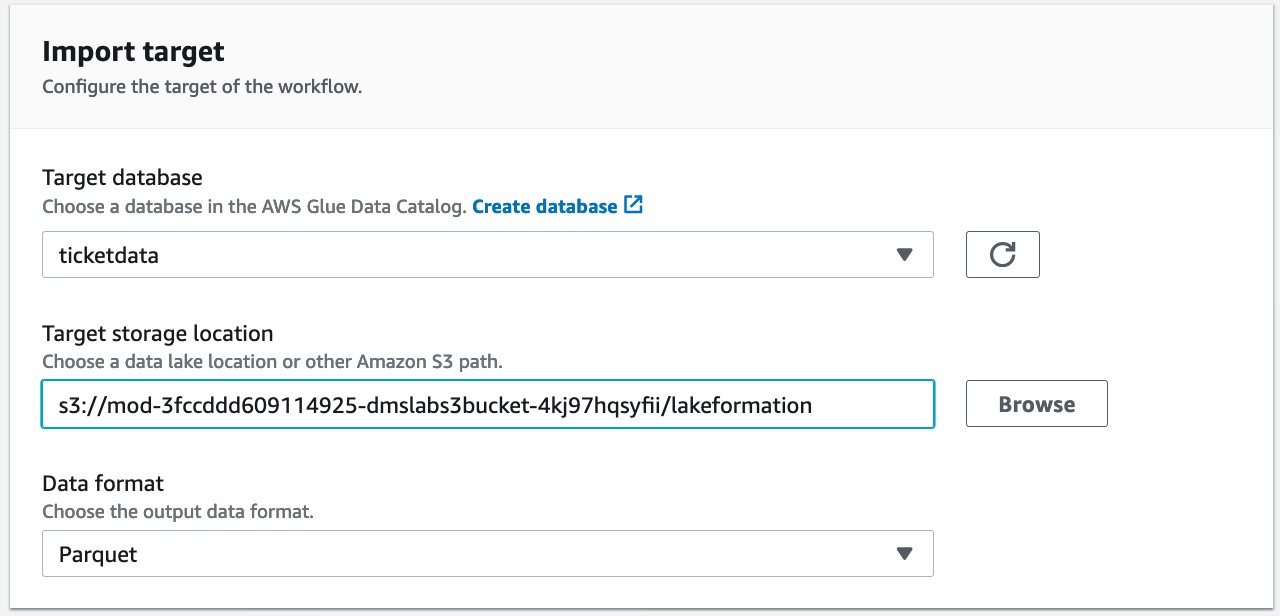 Import target
Configure the target of the workflow.
Target database
Choose a database in the AWS Glue Data Catalog. Create database
ticketdata
Target storage location
Choose a data lake location or other Amazon S3 path.
s3://mod-3fccddd609114925-dmslabs3bucket-4kj97hqsyfii/lakeformation
Browse
Data format
Choose the output data format.
Parquet